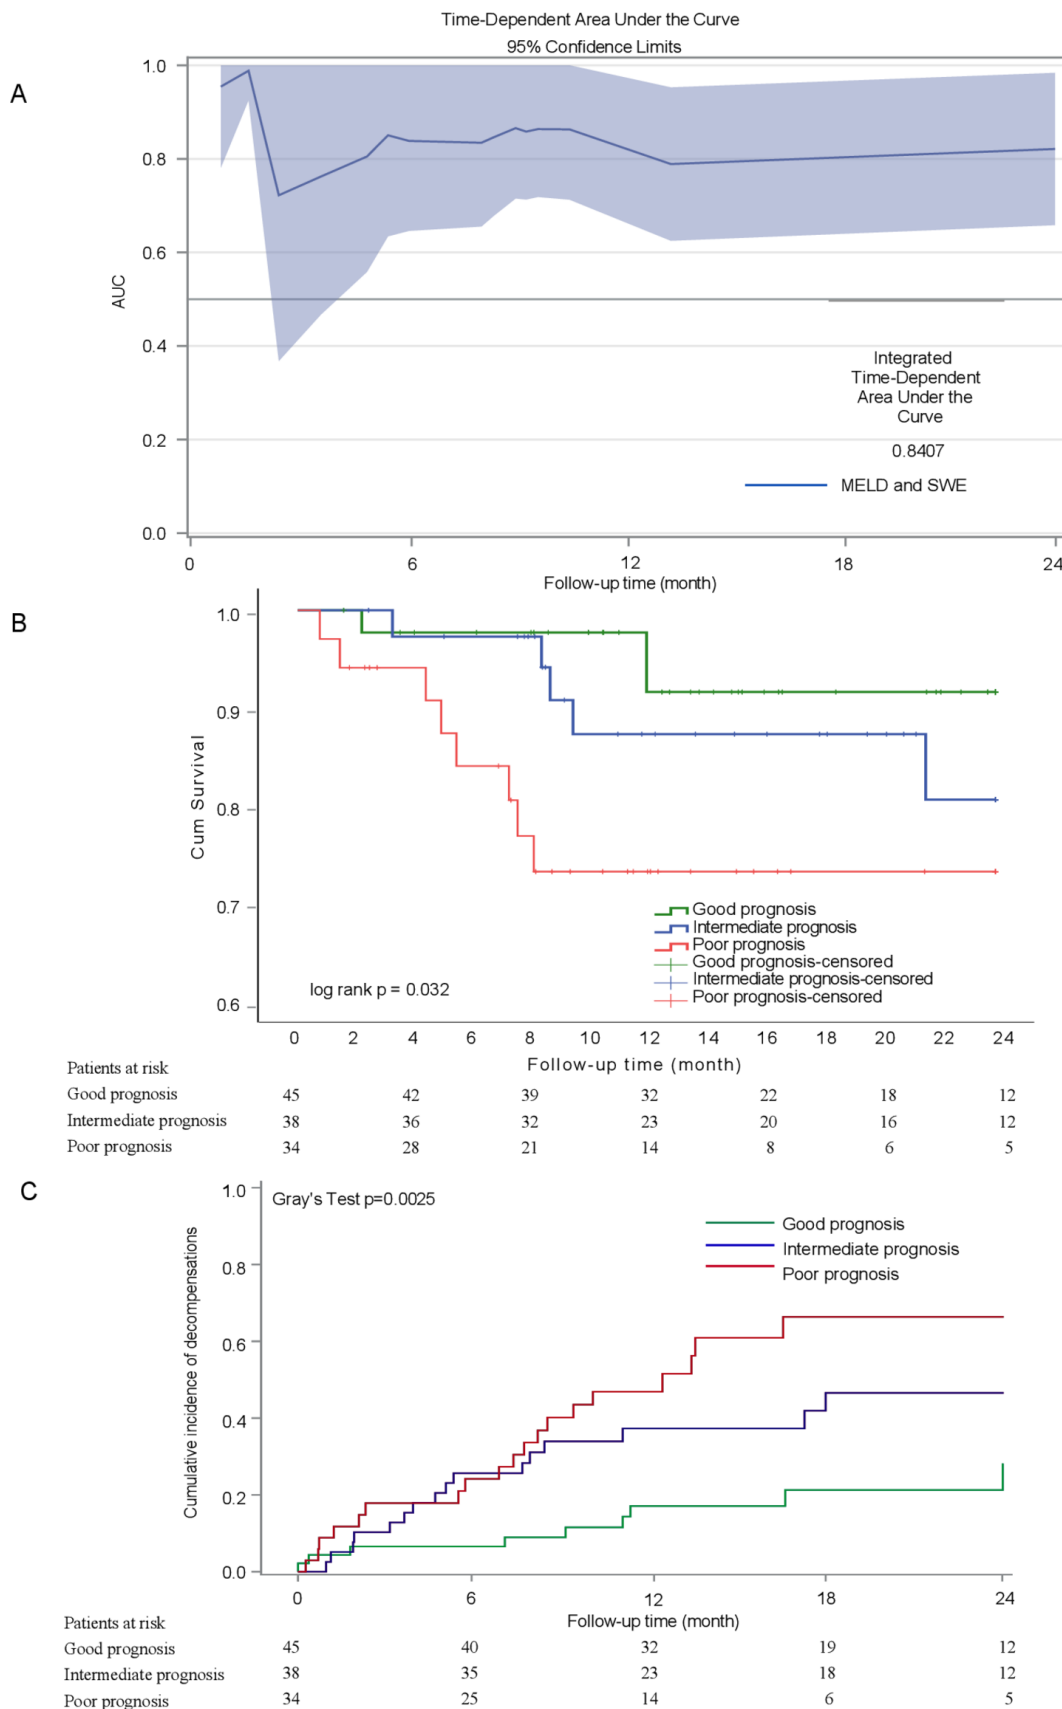 Time-Dependent Area Under the Curve
95% Confidence Limits
A
1.0
0.8
0.6
0.4
0.2
0.0
AUC
Integrated
Time-Dependent
Area Under the
Curve
0.8407
MELD and SWE
0 6 12 18 24
Follow-up time (month)
B
1.0
0.9
0.8
0.7
0.6
Cum Survival
Good prognosis
Intermediate prognosis
Poor prognosis
Good prognosis-censored
Intermediate prognosis-censored
Poor prognosis-censored
log rank p = 0.032
0 2 4 6 8 10 12 14 16 18 20 22 24
Follow-up time (month)
Patients at risk
Good prognosis 45 42 39 32 22 18 12
Intermediate prognosis 38 36 32 23 20 16 12
Poor prognosis 34 28 21 14 8 6 5
C
1.0
0.8
0.6
0.4
0.2
0.0
Cumulative incidence of decompensations
Gray's Test p=0.0025
Good prognosis
Intermediate prognosis
Poor prognosis
0 6 12 18 24
Follow-up time (month)
Patients at risk
Good prognosis 45 40 32 19 12
Intermediate prognosis 38 35 23 18 12
Poor prognosis 34 25 14 6 5